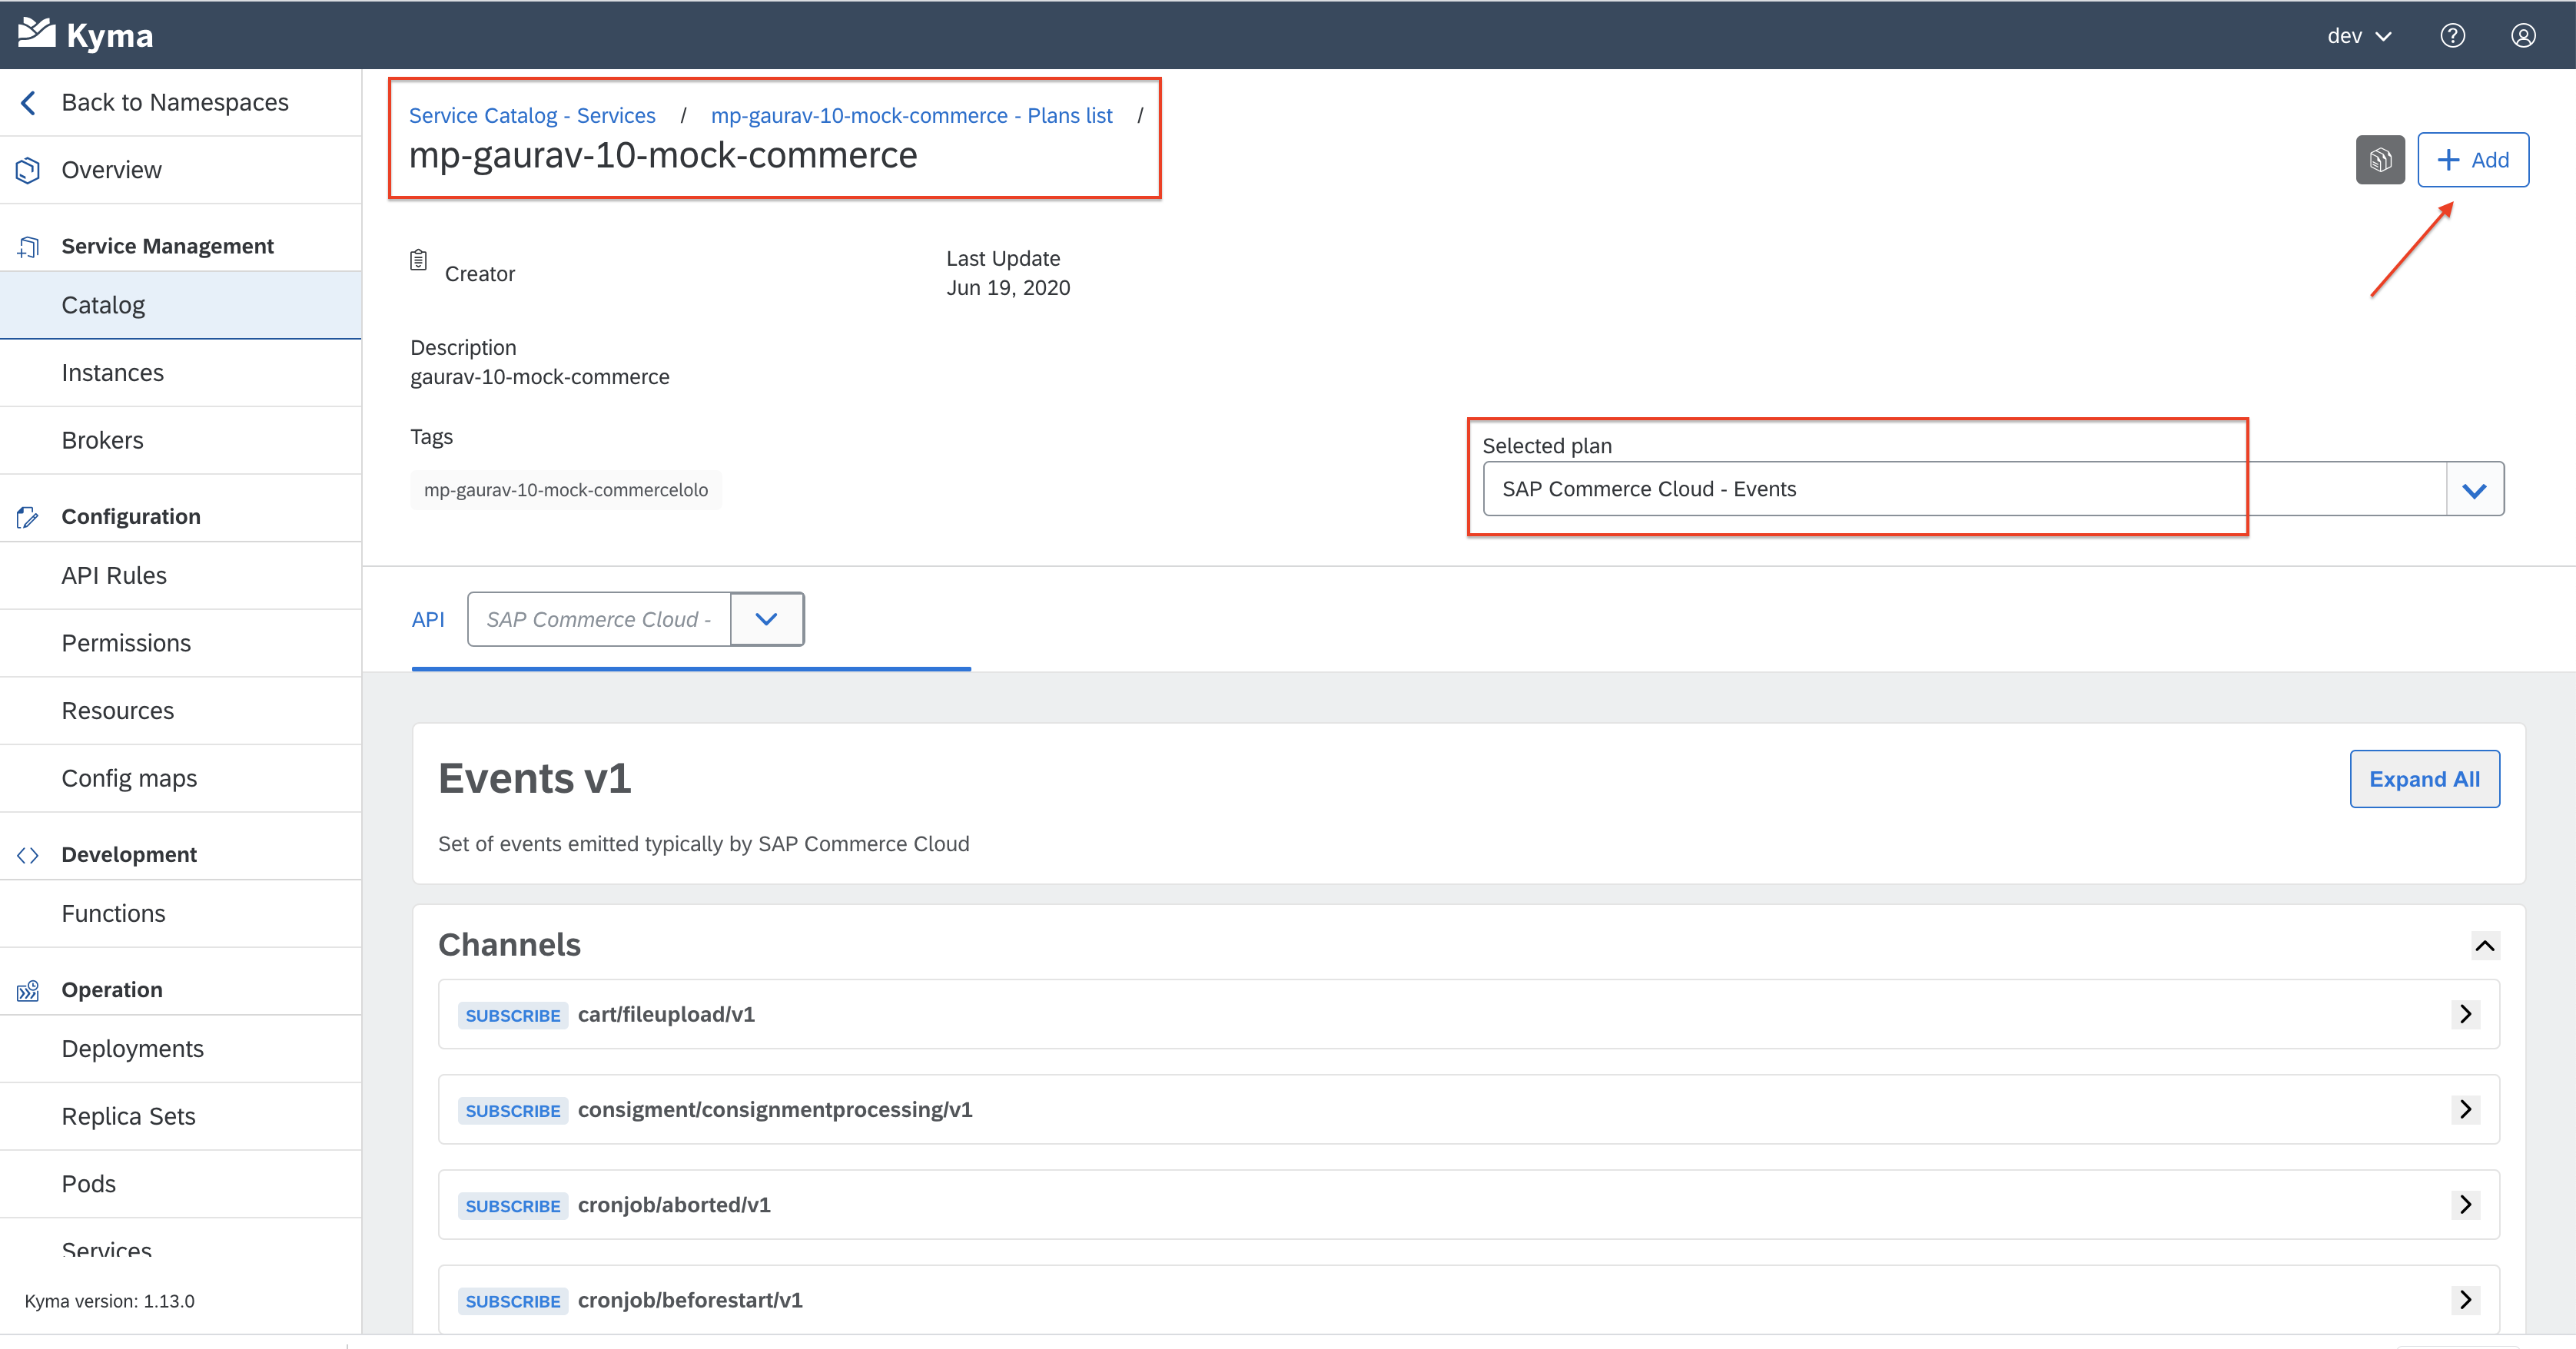 Kyma
dev
Back to Namespaces
Overview
Service Management
Catalog
Instances
Brokers
Configuration
API Rules
Permissions
Resources
Config maps
Development
Functions
Operation
Deployments
Replica Sets
Pods
Services
Kyma version: 1.13.0
Service Catalog - Services / mp-gaurav-10-mock-commerce - Plans list /
mp-gaurav-10-mock-commerce
Add
Creator
Last Update
Jun 19, 2020
Description
gaurav-10-mock-commerce
Tags
mp-gaurav-10-mock-commercelolo
Selected plan
SAP Commerce Cloud - Events
API
SAP Commerce Cloud -
Events v1
Expand All
Set of events emitted typically by SAP Commerce Cloud
Channels
SUBSCRIBE cart/fileupload/v1
SUBSCRIBE consigment/consignmentprocessing/v1
SUBSCRIBE cronjob/aborted/v1
SUBSCRIBE cronjob/beforestart/v1